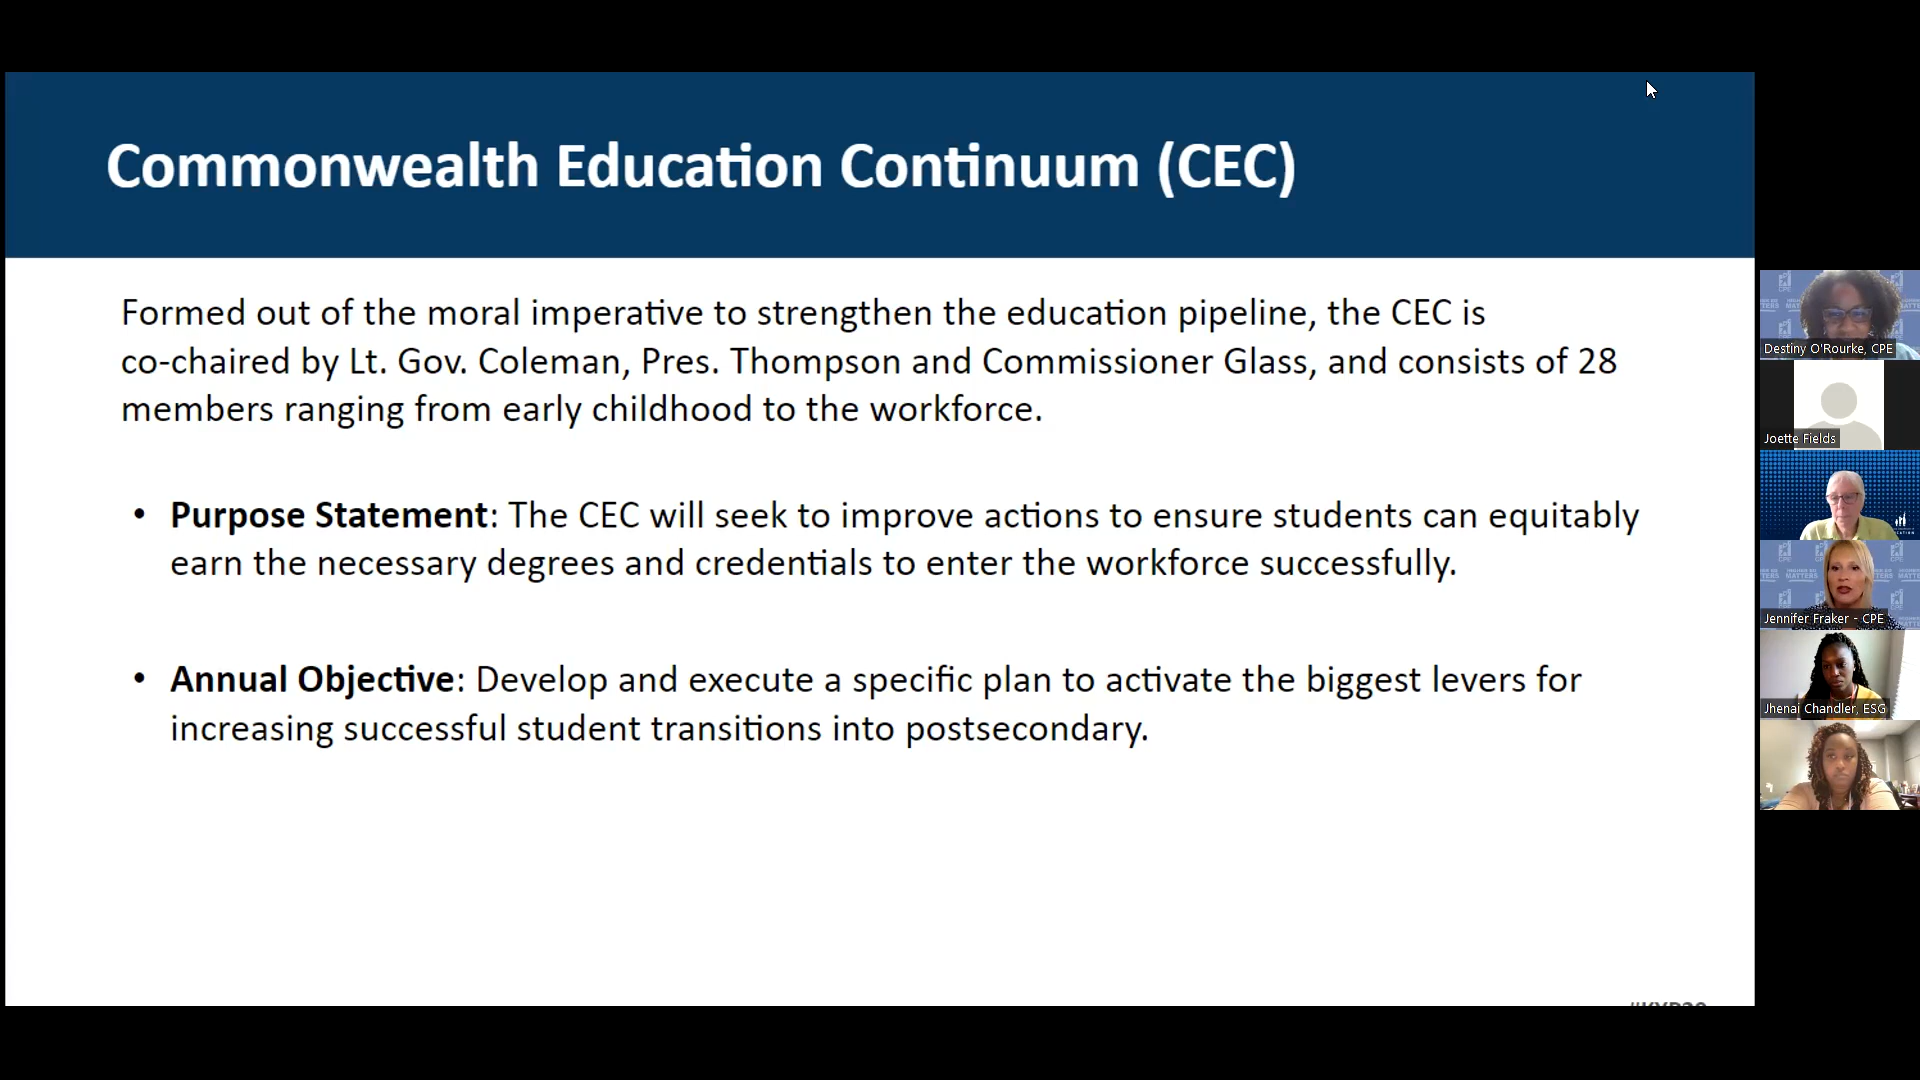 Commonwealth Education Continuum (CEC)
Formed out of the moral imperative to strengthen the education pipeline, the CEC is
co-chaired by Lt. Gov. Coleman, Pres. Thompson and Commissioner Glass, and consists of 28
members ranging from early childhood to the workforce.
• Purpose Statement: The CEC will seek to improve actions to ensure students can equitably
earn the necessary degrees and credentials to enter the workforce successfully.
• Annual Objective: Develop and execute a specific plan to activate the biggest levers for
increasing successful student transitions into postsecondary.
Destiny O'Rourke, CPE
Joette Fields
Jennifer Fraker - CPE
Jhenai Chandler, ESG